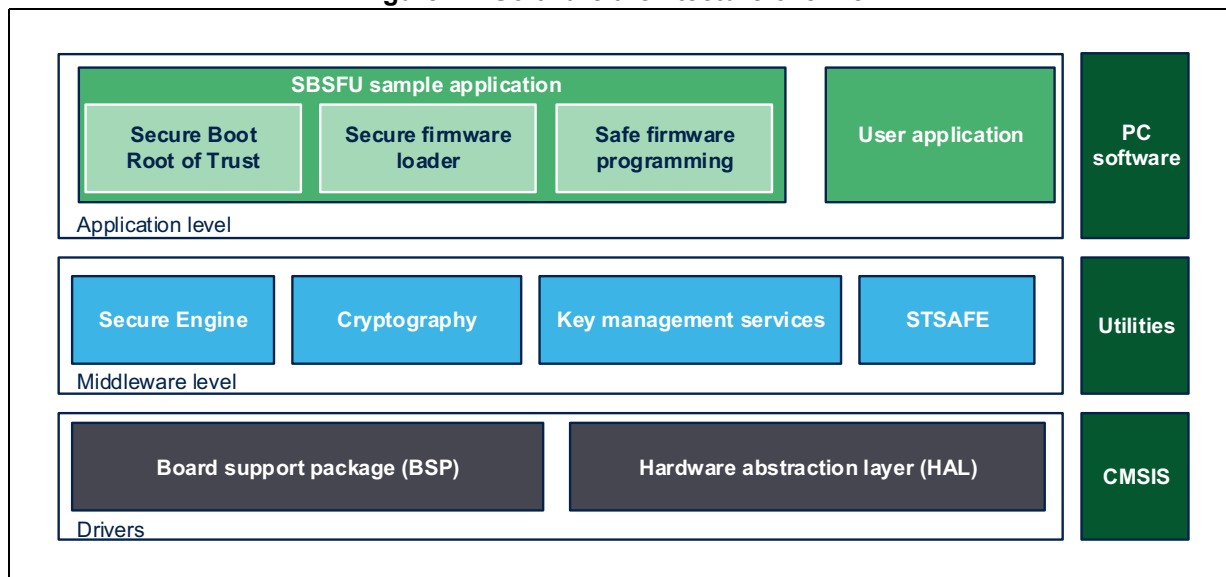 SBSFU sample application
Secure Boot
Root of Trust
Secure firmware
loader
Safe firmware
programming
User application
Application level
PC
software
Secure Engine
Cryptography
Key management services
STSAFE
Middleware level
Utilities
Board support package (BSP)
Hardware abstraction layer (HAL)
Drivers
CMSIS